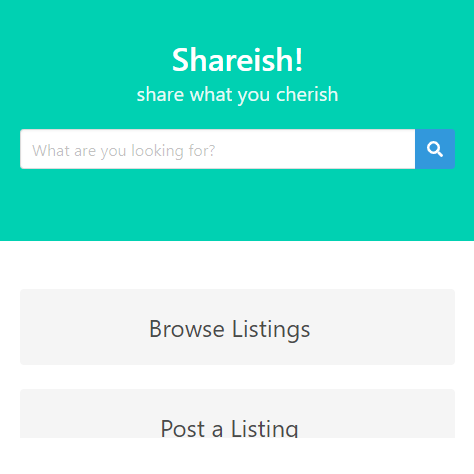 Shareish!
share what you cherish
What are you looking for?
Browse Listings
Post a Listing